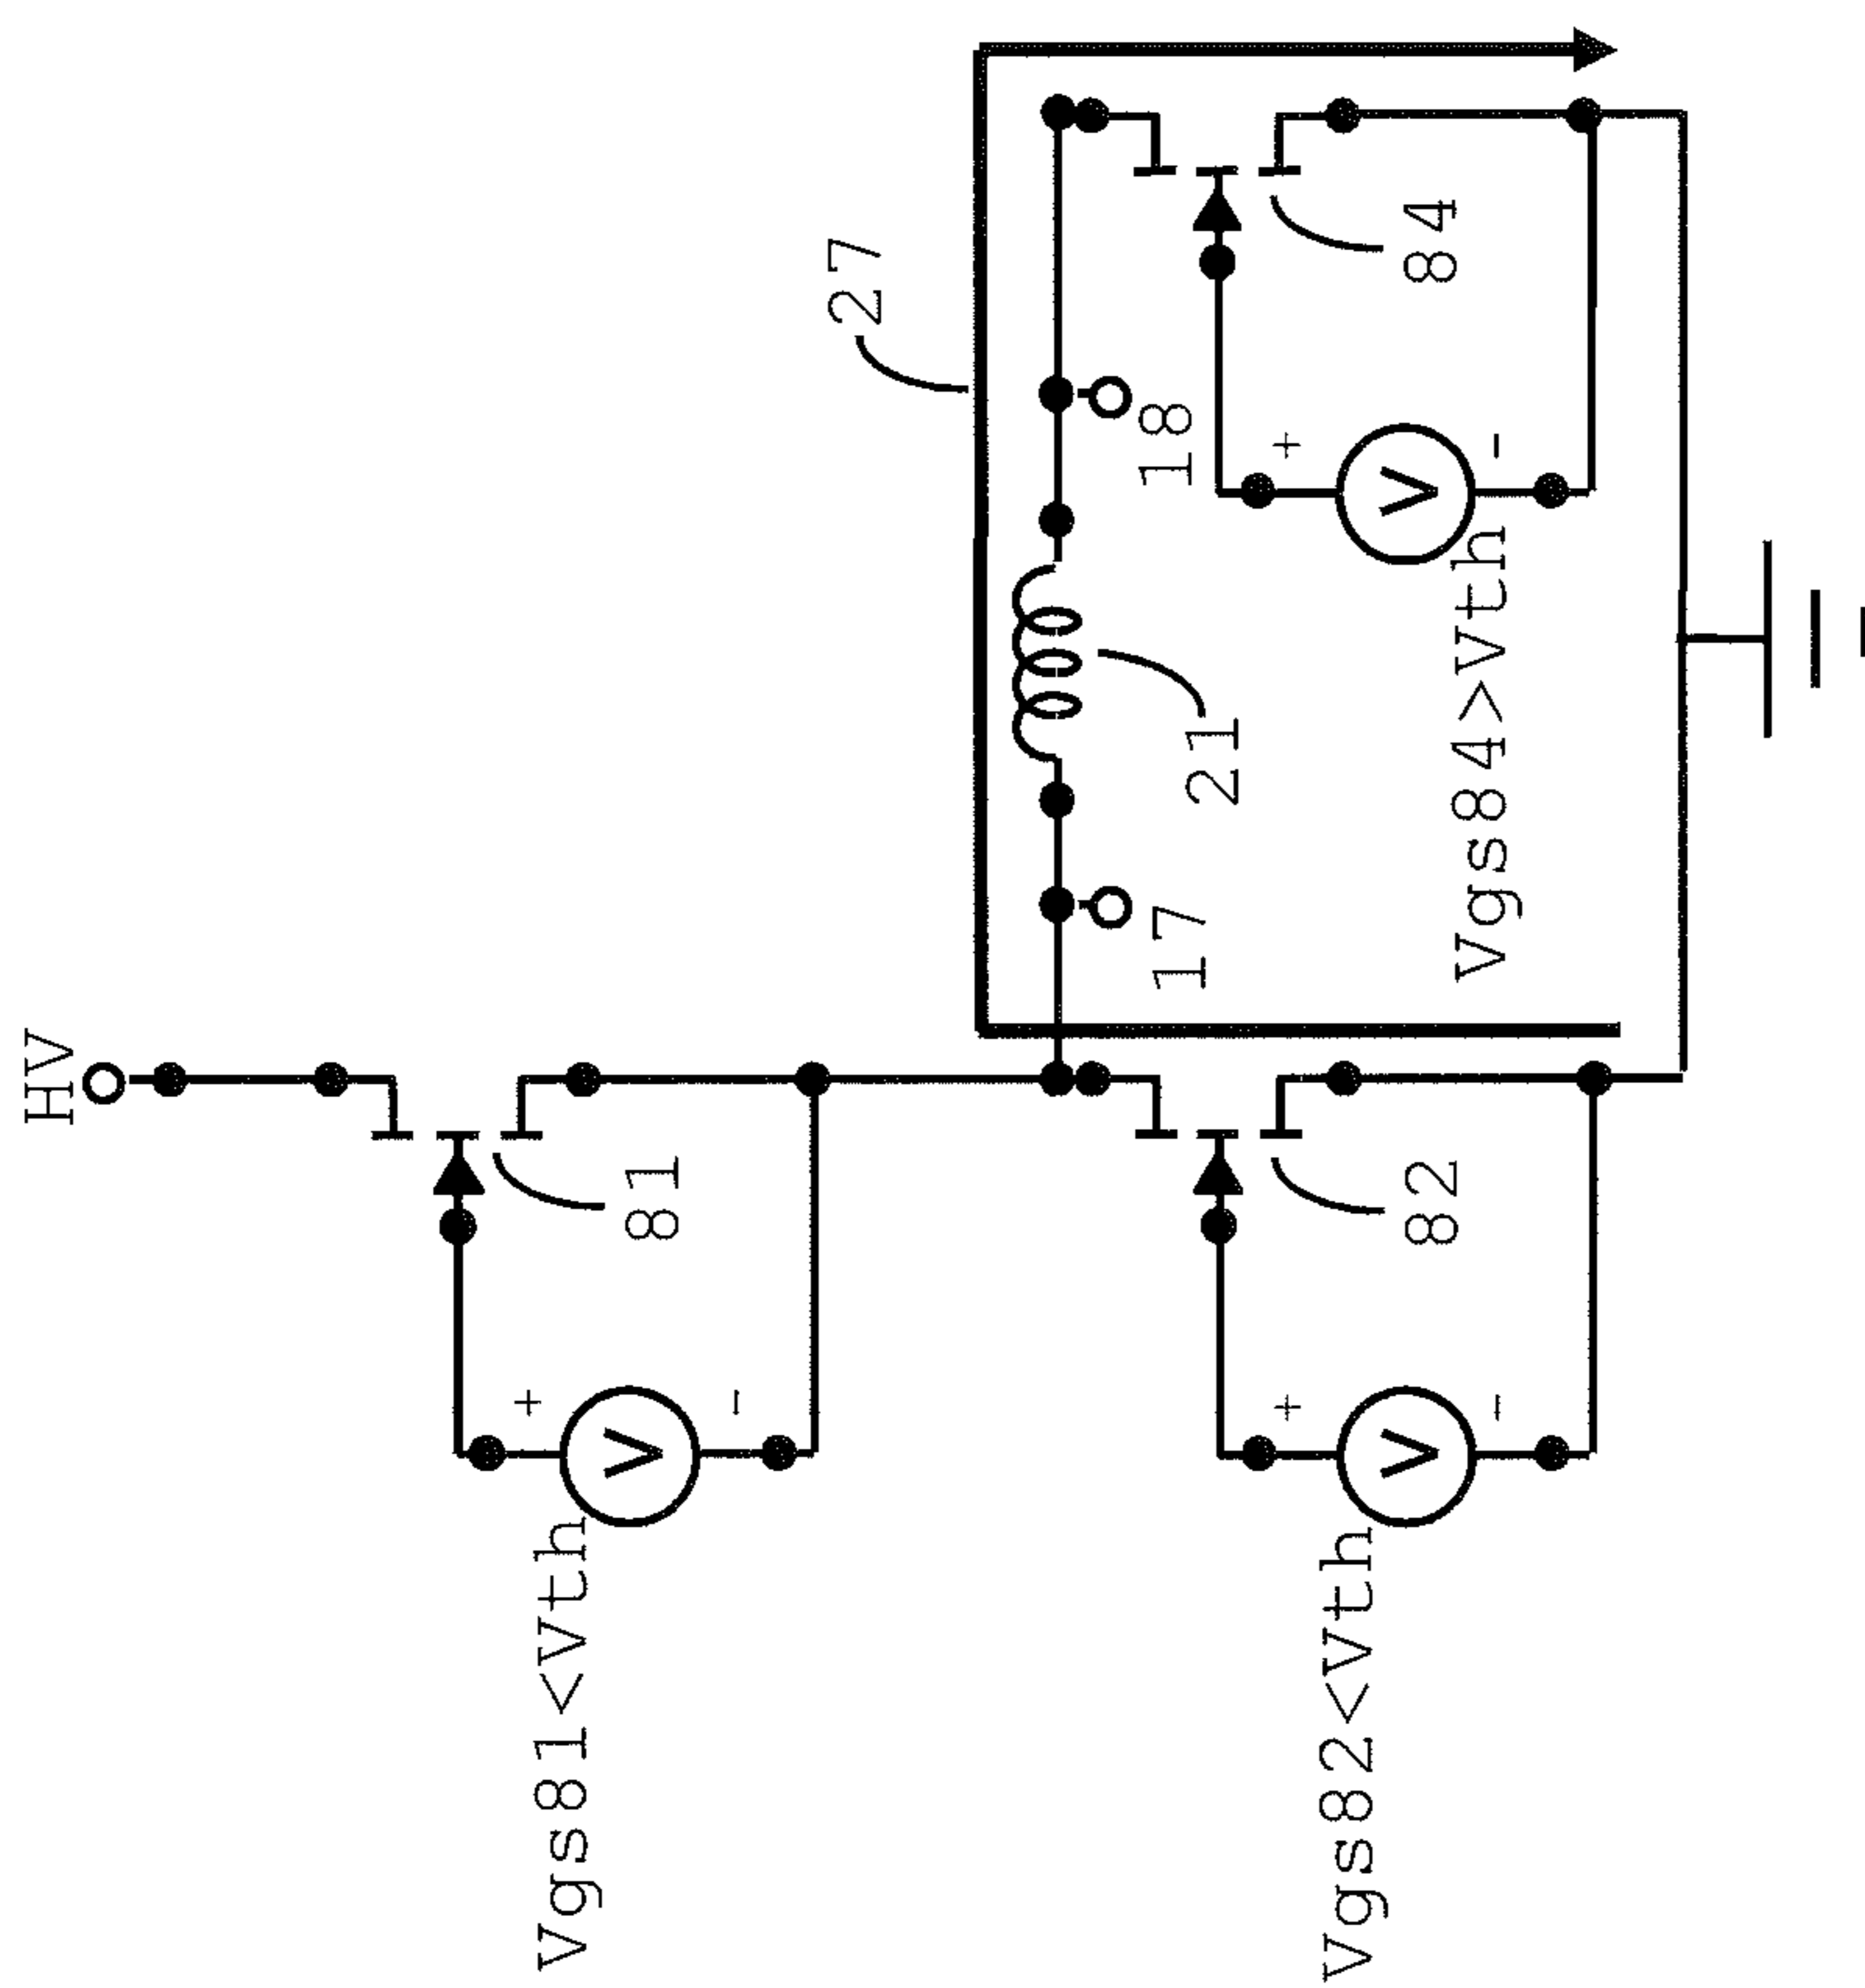 HV
81
V
+
-
Vgs81<Vth
82
V
+
-
Vgs82<Vth
27
17
21
18
84
V
+
-
Vgs84>Vth